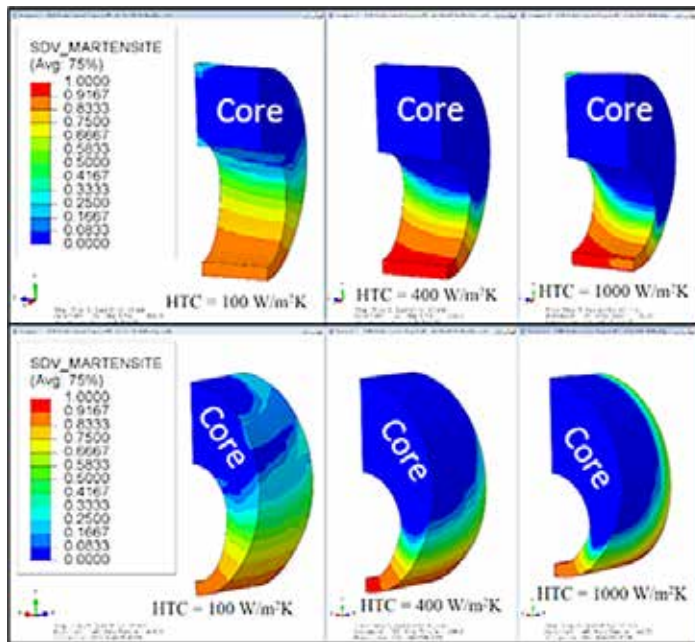 SDV_MARTENSITE
(Avg: 75%)
1.0000
0.9167
0.8333
0.7500
0.6667
0.5833
0.5000
0.4167
0.3333
0.2500
0.1667
0.0833
0.0000
Core
HTC = 100 W/m²K
Core
HTC = 400 W/m²K
Core
HTC = 1000 W/m²K
SDV_MARTENSITE
(Avg: 75%)
1.0000
0.9167
0.8333
0.7500
0.6667
0.5833
0.5000
0.4167
0.3333
0.2500
0.1667
0.0833
0.0000
Core
HTC = 100 W/m²K
Core
HTC = 400 W/m²K
Core
HTC = 1000 W/m²K